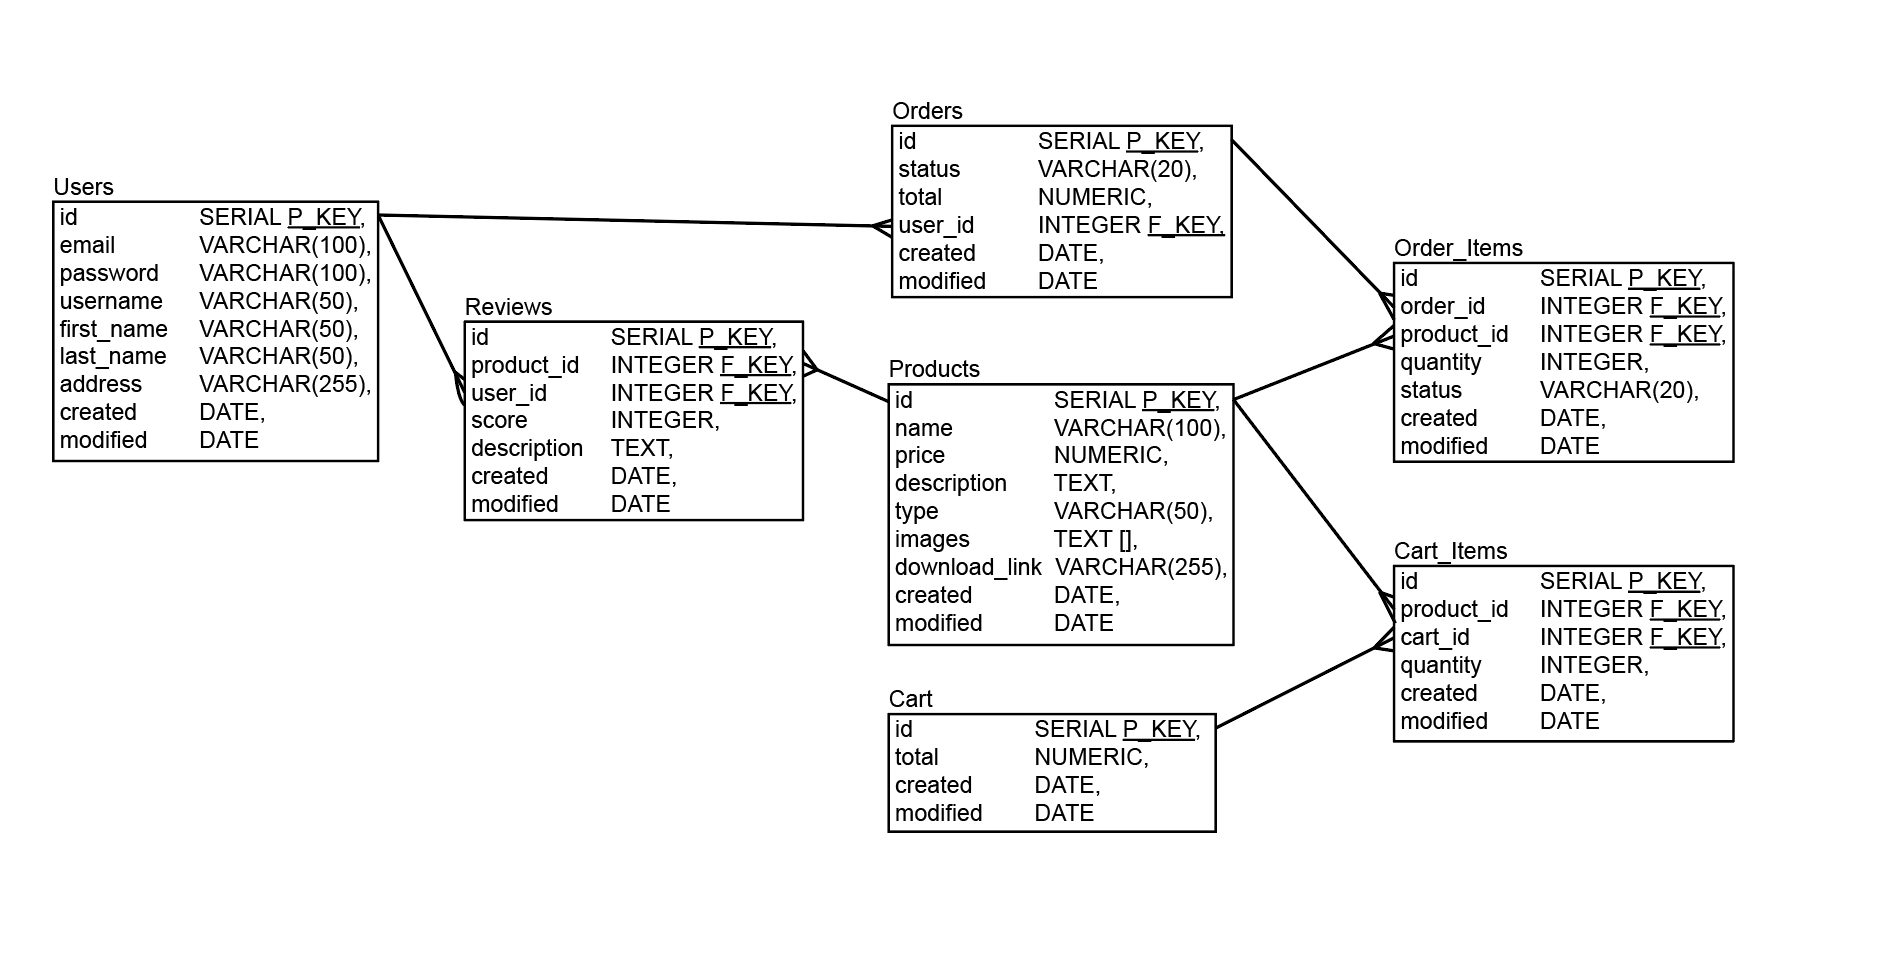 Users
id SERIAL P_KEY,
email VARCHAR(100),
password VARCHAR(100),
username VARCHAR(50),
first_name VARCHAR(50),
last_name VARCHAR(50),
address VARCHAR(255),
created DATE,
modified DATE
Reviews
id SERIAL P_KEY,
product_id INTEGER F_KEY,
user_id INTEGER F_KEY,
score INTEGER,
description TEXT,
created DATE,
modified DATE
Orders
id SERIAL P_KEY,
status VARCHAR(20),
total NUMERIC,
user_id INTEGER F_KEY,
created DATE,
modified DATE
Products
id SERIAL P_KEY,
name VARCHAR(100),
price NUMERIC,
description TEXT,
type VARCHAR(50),
images TEXT [],
download_link VARCHAR(255),
created DATE,
modified DATE
Cart
id SERIAL P_KEY,
total NUMERIC,
created DATE,
modified DATE
Order_Items
id SERIAL P_KEY,
order_id INTEGER F_KEY,
product_id INTEGER F_KEY,
quantity INTEGER,
status VARCHAR(20),
created DATE,
modified DATE
Cart_Items
id SERIAL P_KEY,
product_id INTEGER F_KEY,
cart_id INTEGER F_KEY,
quantity INTEGER,
created DATE,
modified DATE